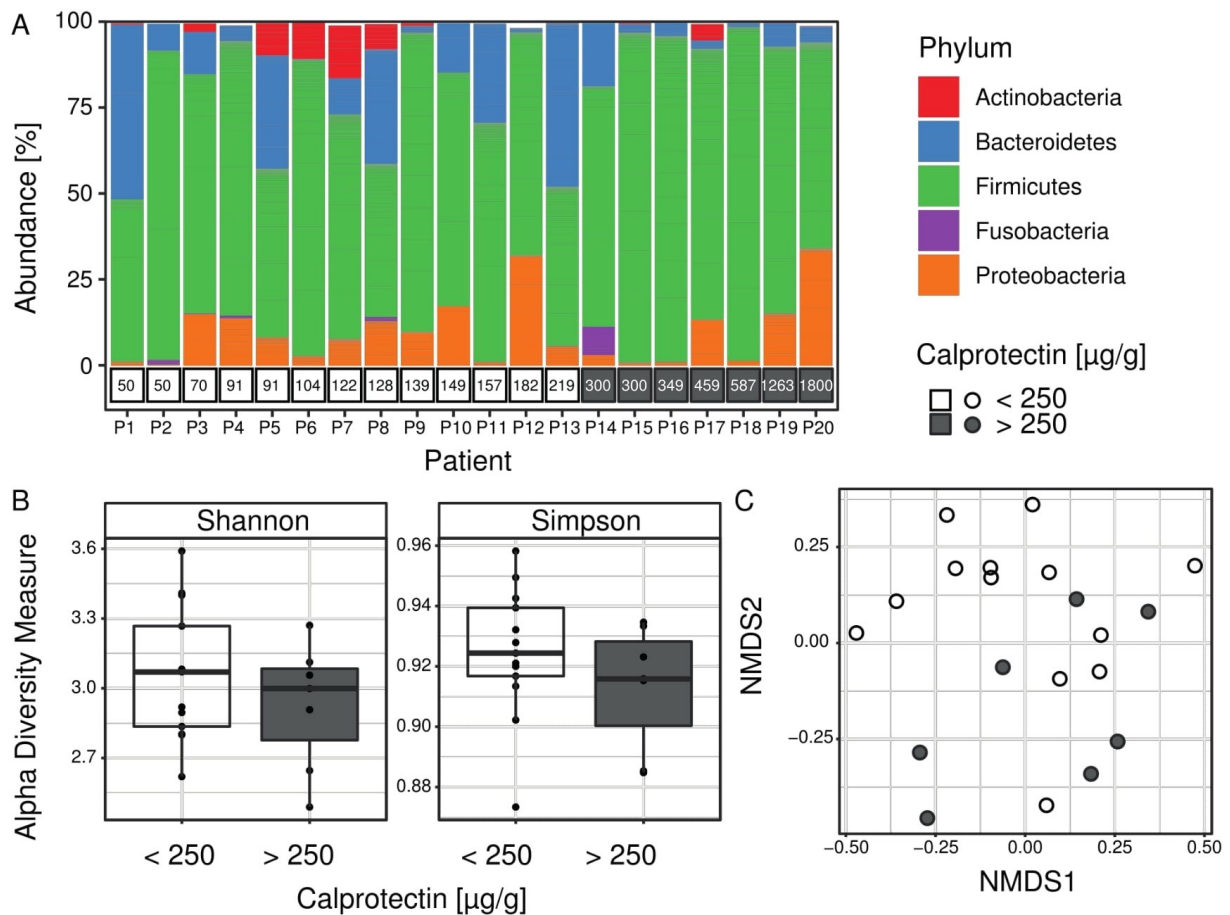 A
Abundance [%]
100
75
50
25
0
50 50 70 91 91 104 122 128 139 149 157 182 219 300 300 349 459 587 1263 1800
P1 P2 P3 P4 P5 P6 P7 P8 P9 P10 P11 P12 P13 P14 P15 P16 P17 P18 P19 P20
Patient
Phylum
Actinobacteria
Bacteroidetes
Firmicutes
Fusobacteria
Proteobacteria
Calprotectin [µg/g]
< 250
> 250
B
Alpha Diversity Measure
Shannon
3.6
3.3
3.0
2.7
< 250 > 250
Simpson
0.96
0.94
0.92
0.90
0.88
< 250 > 250
Calprotectin [µg/g]
C
NMDS2
0.25
0.00
−0.25
−0.50 −0.25 0.00 0.25 0.50
NMDS1